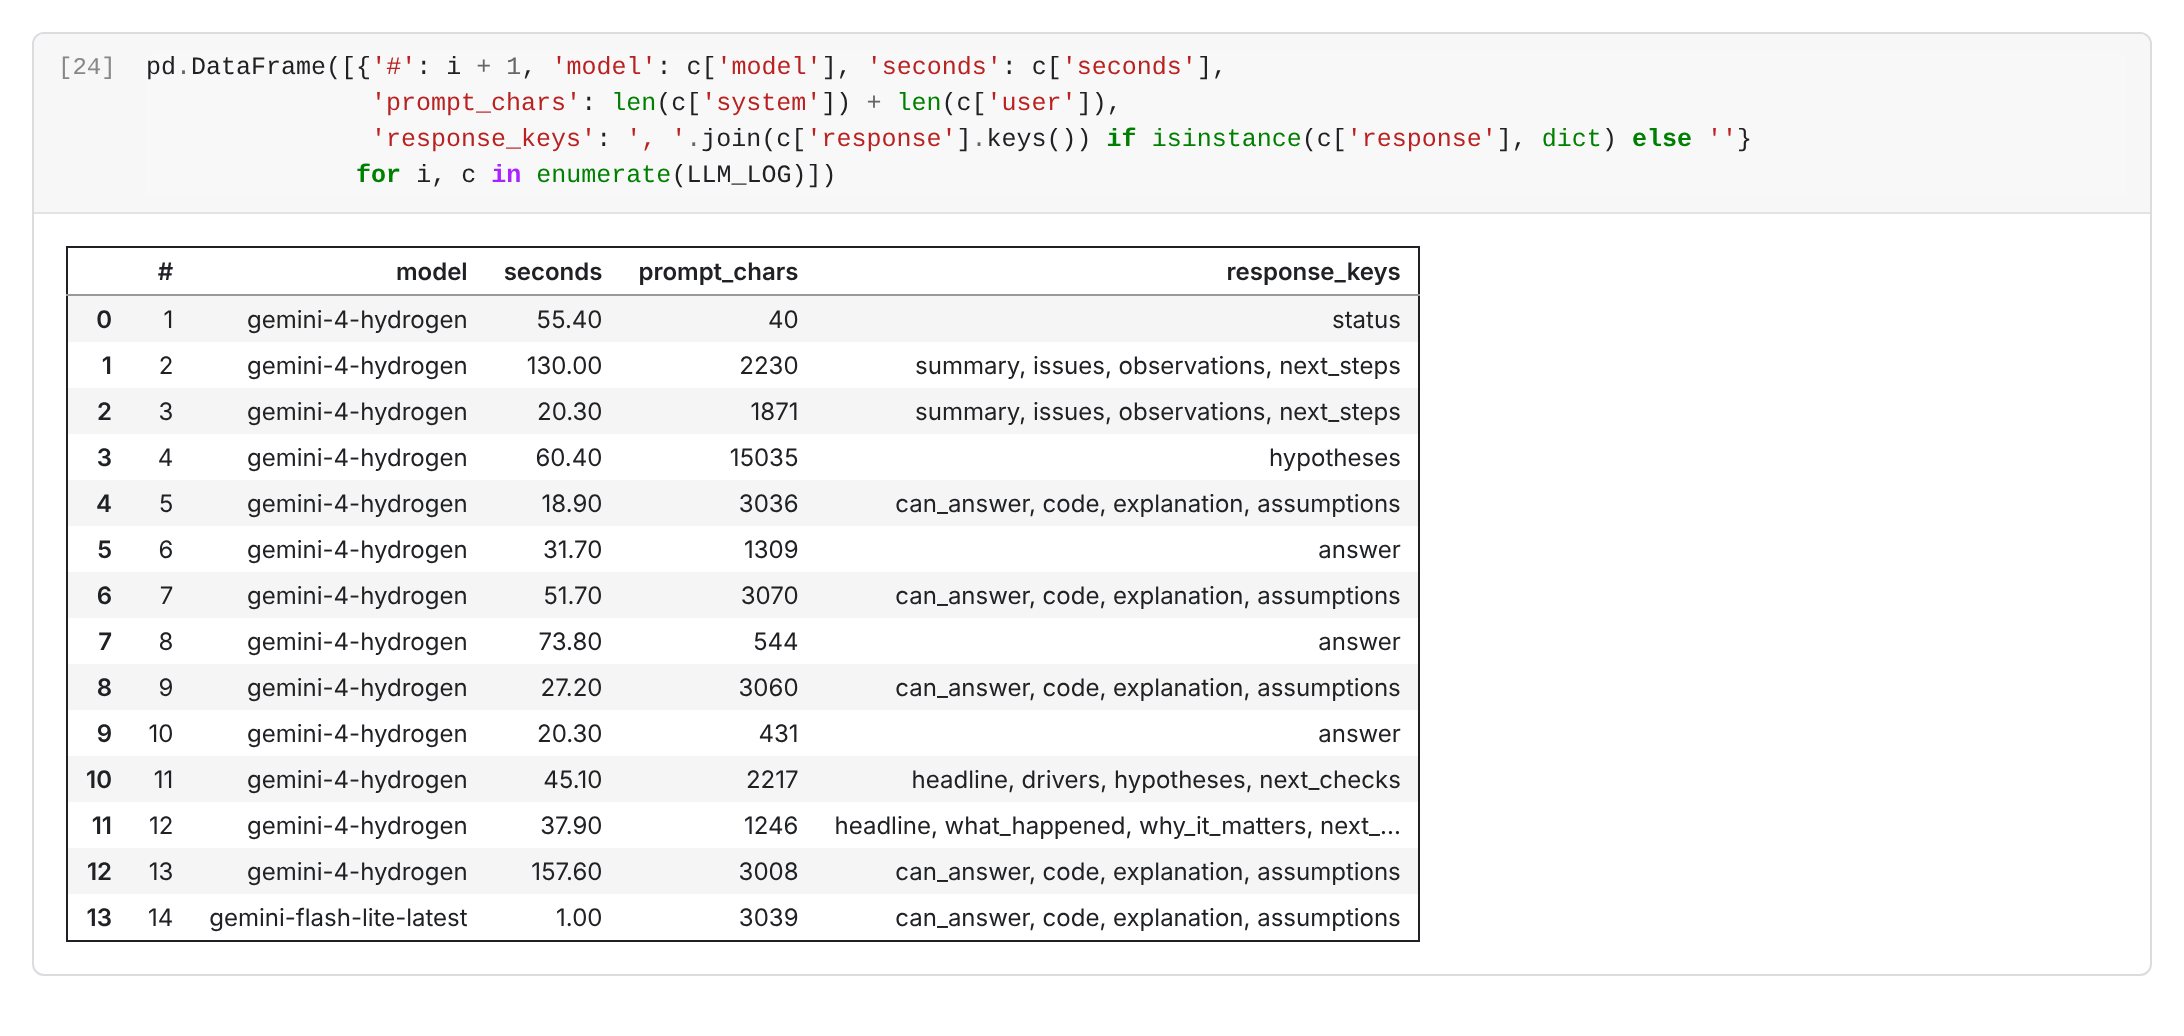 [24] pd.DataFrame([{'#': i + 1, 'model': c['model'], 'seconds': c['seconds'],
'prompt_chars': len(c['system']) + len(c['user']),
'response_keys': ', '.join(c['response'].keys()) if isinstance(c['response'], dict) else ''}
for i, c in enumerate(LLM_LOG)])
# model seconds prompt_chars response_keys
0 1 gemini-4-hydrogen 55.40 40 status
1 2 gemini-4-hydrogen 130.00 2230 summary, issues, observations, next_steps
2 3 gemini-4-hydrogen 20.30 1871 summary, issues, observations, next_steps
3 4 gemini-4-hydrogen 60.40 15035 hypotheses
4 5 gemini-4-hydrogen 18.90 3036 can_answer, code, explanation, assumptions
5 6 gemini-4-hydrogen 31.70 1309 answer
6 7 gemini-4-hydrogen 51.70 3070 can_answer, code, explanation, assumptions
7 8 gemini-4-hydrogen 73.80 544 answer
8 9 gemini-4-hydrogen 27.20 3060 can_answer, code, explanation, assumptions
9 10 gemini-4-hydrogen 20.30 431 answer
10 11 gemini-4-hydrogen 45.10 2217 headline, drivers, hypotheses, next_checks
11 12 gemini-4-hydrogen 37.90 1246 headline, what_happened, why_it_matters, next_...
12 13 gemini-4-hydrogen 157.60 3008 can_answer, code, explanation, assumptions
13 14 gemini-flash-lite-latest 1.00 3039 can_answer, code, explanation, assumptions